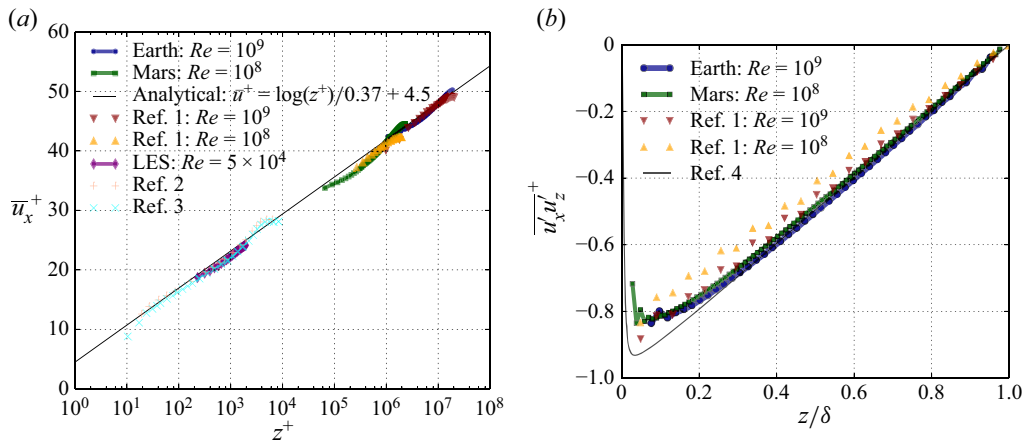 (a)
60
50
40
30
20
10
0
u̅ₓ⁺
Earth: Re = 10⁹
Mars: Re = 10⁸
Analytical: u̅⁺ = log(z⁺)/0.37 + 4.5
Ref. 1: Re = 10⁹
Ref. 1: Re = 10⁸
LES: Re = 5 × 10⁴
Ref. 2
Ref. 3
10⁰ 10¹ 10² 10³ 10⁴ 10⁵ 10⁶ 10⁷ 10⁸
z⁺
(b)
0
−0.2
−0.4
−0.6
−0.8
−1.0
u′ₓu′_z⁺
Earth: Re = 10⁹
Mars: Re = 10⁸
Ref. 1: Re = 10⁹
Ref. 1: Re = 10⁸
Ref. 4
0 0.2 0.4 0.6 0.8 1.0
z/δ